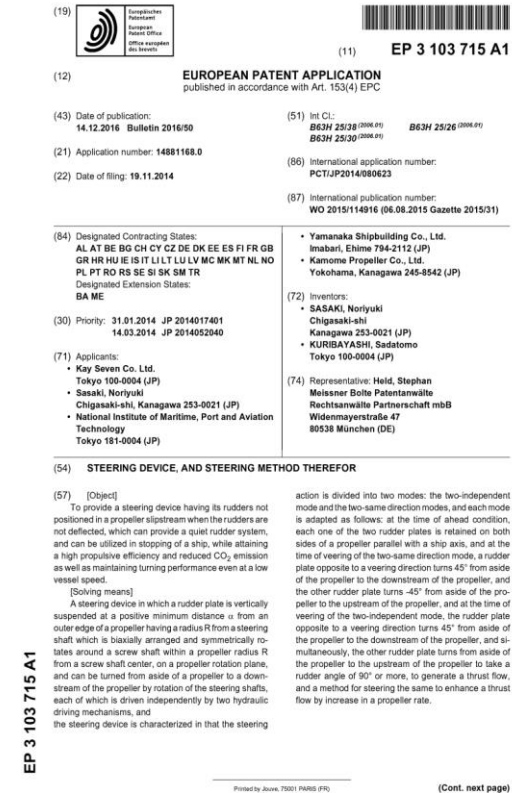 (19)
Europäisches
Patentamt
European
Patent Office
Office européen
des brevets
(11) EP 3 103 715 A1
(12) EUROPEAN PATENT APPLICATION
published in accordance with Art. 153(4) EPC
(43) Date of publication:
14.12.2016 Bulletin 2016/50
(21) Application number: 14881168.0
(22) Date of filing: 19.11.2014
(51) Int Cl.:
B63H 25/38 (2006.01) B63H 25/26 (2006.01)
B63H 25/30 (2006.01)
(86) International application number:
PCT/JP2014/080623
(87) International publication number:
WO 2015/114916 (06.08.2015 Gazette 2015/31)
(84) Designated Contracting States:
AL AT BE BG CH CY CZ DE DK EE ES FI FR GB
GR HR HU IE IS IT LI LT LU LV MC MK MT NL NO
PL PT RO RS SE SI SK SM TR
Designated Extension States:
BA ME
(30) Priority: 31.01.2014 JP 2014017401
14.03.2014 JP 2014052040
(71) Applicants:
• Kay Seven Co. Ltd.
Tokyo 100-0004 (JP)
• Sasaki, Noriyuki
Chigasaki-shi, Kanagawa 253-0021 (JP)
• National Institute of Maritime, Port and Aviation
Technology
Tokyo 181-0004 (JP)
• Yamanaka Shipbuilding Co., Ltd.
Imabari, Ehime 794-2112 (JP)
• Kamome Propeller Co., Ltd.
Yokohama, Kanagawa 245-8542 (JP)
(72) Inventors:
• SASAKI, Noriyuki
Chigasaki-shi
Kanagawa 253-0021 (JP)
• KURIBAYASHI, Sadatomo
Tokyo 100-0004 (JP)
(74) Representative: Held, Stephan
Meissner Bolte Patentanwälte
Rechtsanwälte Partnerschaft mbB
Widenmayerstraße 47
80538 München (DE)
(54) STEERING DEVICE, AND STEERING METHOD THEREFOR
(57) [Object]
To provide a steering device having its rudders not
positioned in a propeller slipstream when the rudders are
not deflected, which can provide a quiet rudder system,
and can be utilized in stopping of a ship, while attaining
a high propulsive efficiency and reduced CO2 emission
as well as maintaining turning performance even at a low
vessel speed.
[Solving means]
A steering device in which a rudder plate is vertically
suspended at a positive minimum distance α from an
outer edge of a propeller having a radius R from a steering
shaft which is biaxially arranged and symmetrically ro-
tates around a screw shaft within a propeller radius R
from a screw shaft center, on a propeller rotation plane,
and can be turned from aside of a propeller to a down-
stream of the propeller by rotation of the steering shafts,
each of which is driven independently by two hydraulic
driving mechanisms, and
the steering device is characterized in that the steering
action is divided into two modes: the two-independent
mode and the two-same direction modes, and each mode
is adapted as follows: at the time of ahead condition,
each one of the two rudder plates is retained on both
sides of a propeller parallel with a ship axis, and at the
time of veering of the two-same direction mode, a rudder
plate opposite to a veering direction turns 45° from aside
of the propeller to the downstream of the propeller, and
the other rudder plate turns -45° from aside of the pro-
peller to the upstream of the propeller, and at the time of
veering of the two-independent mode, the rudder plate
opposite to a veering direction turns 45° from aside of
the propeller to the downstream of the propeller, and si-
multaneously, the other rudder plate turns from aside of
the propeller to the upstream of the propeller to take a
rudder angle of 90° or more, to generate a thrust flow,
and a method for steering the same to enhance a thrust
flow by increase in a propeller rate.
EP 3 103 715 A1
Printed by Jouve, 75001 PARIS (FR)
(Cont. next page)